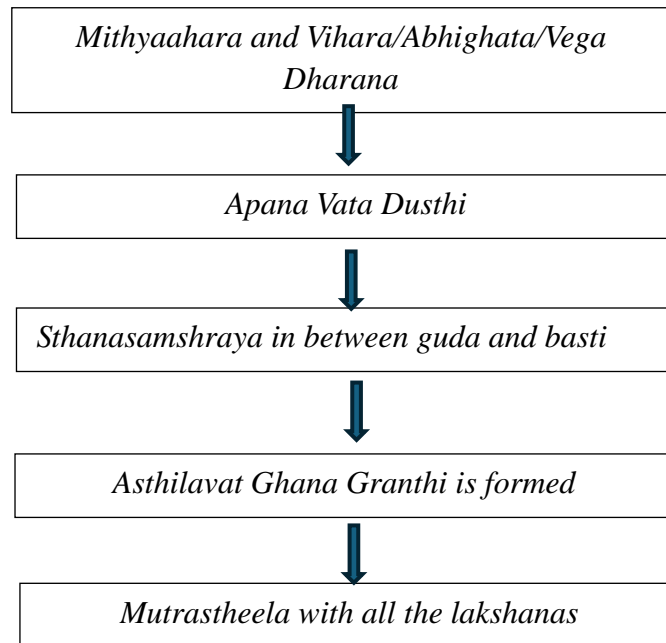 Mithyaahara and Vihara/Abhighata/Vega
Dharana
Apana Vata Dusthi
Sthanasamshraya in between guda and basti
Asthilavat Ghana Granthi is formed
Mutrastheela with all the lakshanas